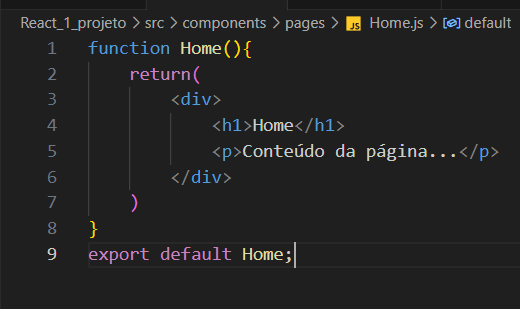 React_1_projeto > src > components > pages > JS Home.js > default
1 function Home(){
2     return(
3         <div>
4             <h1>Home</h1>
5             <p>Conteúdo da página...</p>
6         </div>
7     )
8 }
9 export default Home;